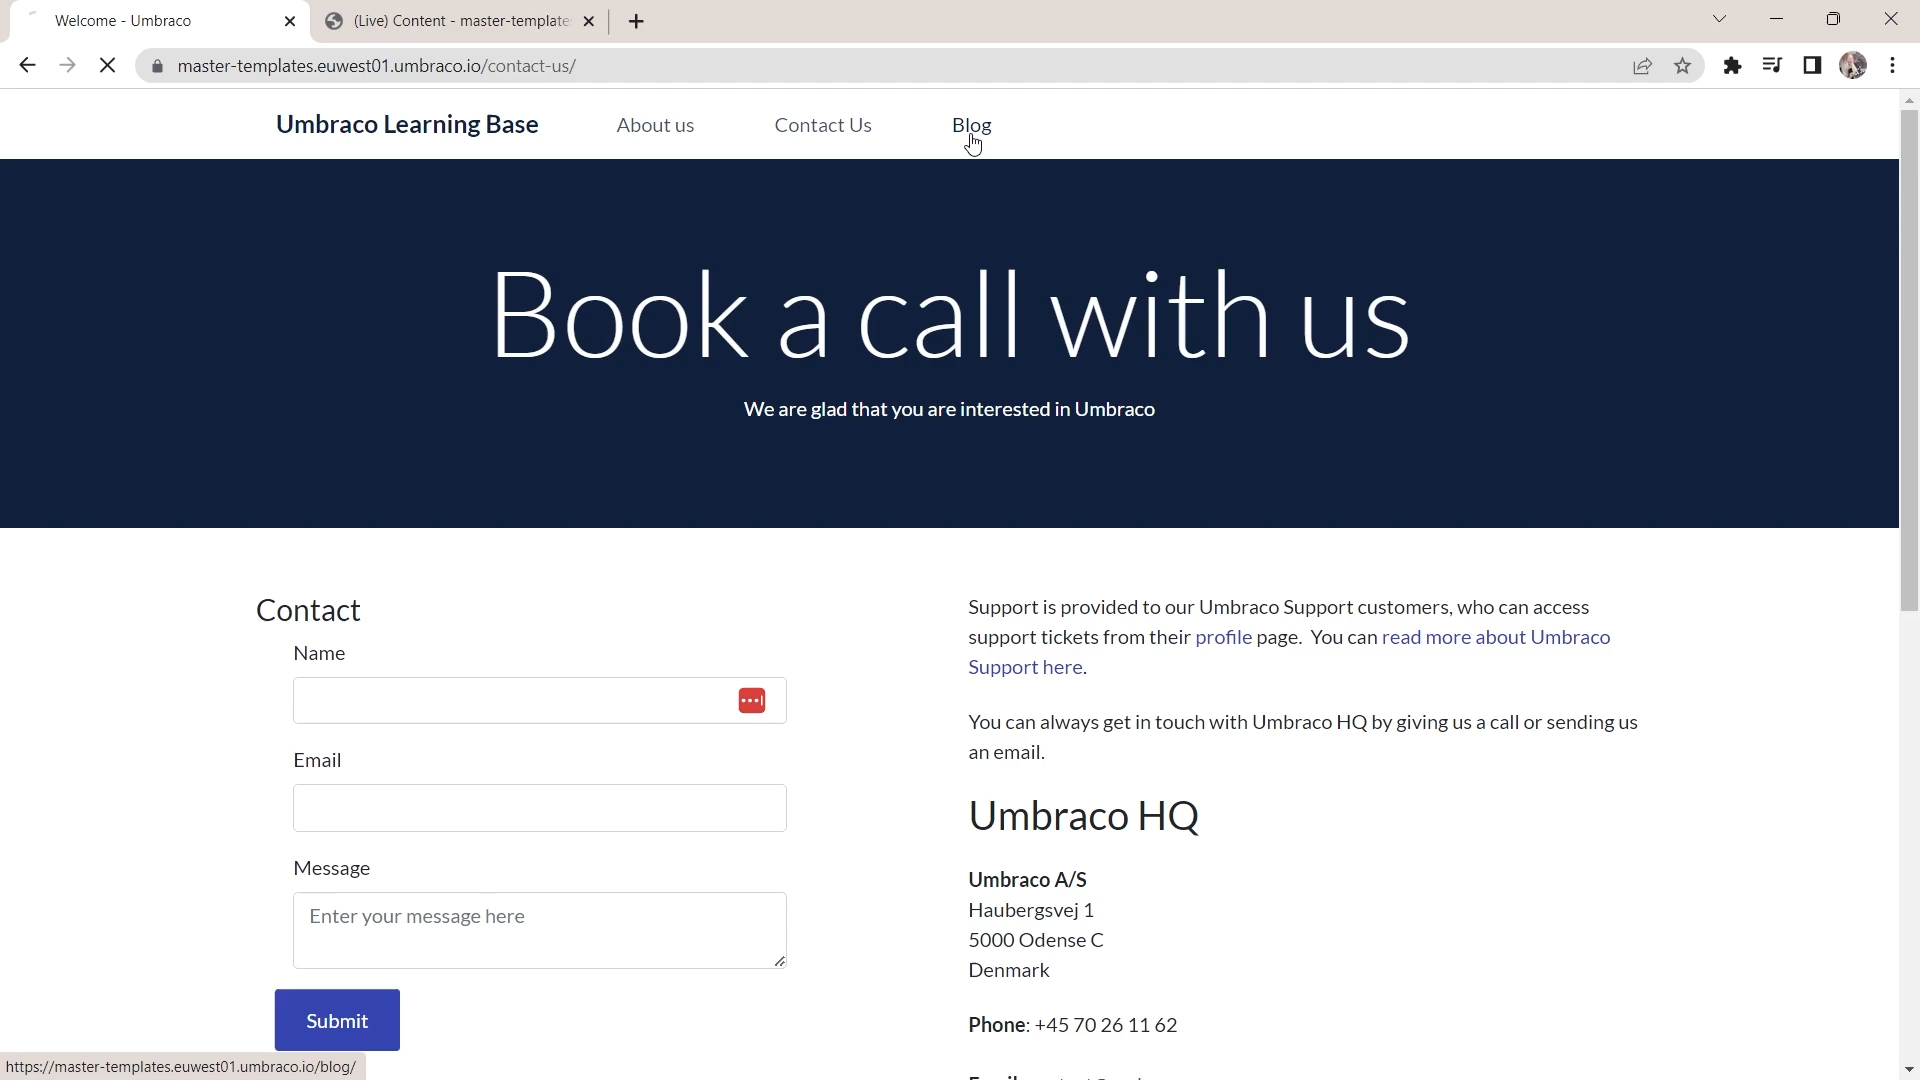 Welcome - Umbraco
(Live) Content - master-template
master-templates.euwest01.umbraco.io/contact-us/
Umbraco Learning Base
About us
Contact Us
Blog
Book a call with us
We are glad that you are interested in Umbraco
Contact
Name
Email
Message
Enter your message here
Submit
Support is provided to our Umbraco Support customers, who can access
support tickets from their profile page. You can read more about Umbraco
Support here.
You can always get in touch with Umbraco HQ by giving us a call or sending us
an email.
Umbraco HQ
Umbraco A/S
Haubergsvej 1
5000 Odense C
Denmark
Phone: +45 70 26 11 62
https://master-templates.euwest01.umbraco.io/blog/